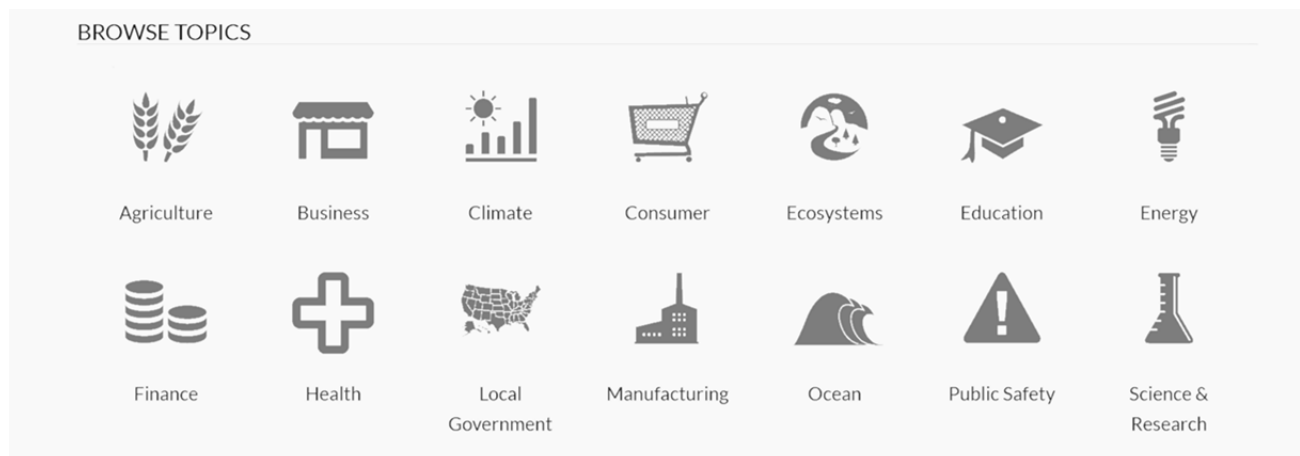 BROWSE TOPICS
Agriculture
Business
Climate
Consumer
Ecosystems
Education
Energy
Finance
Health
Local
Government
Manufacturing
Ocean
Public Safety
Science &
Research